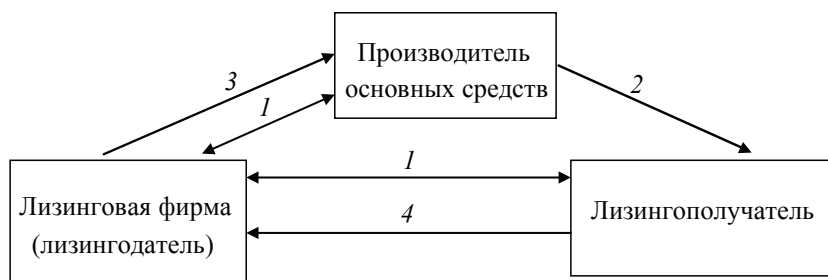 Производитель
основных средств
3
1
2
1
Лизинговая фирма
(лизингодатель)
4
Лизингополучатель